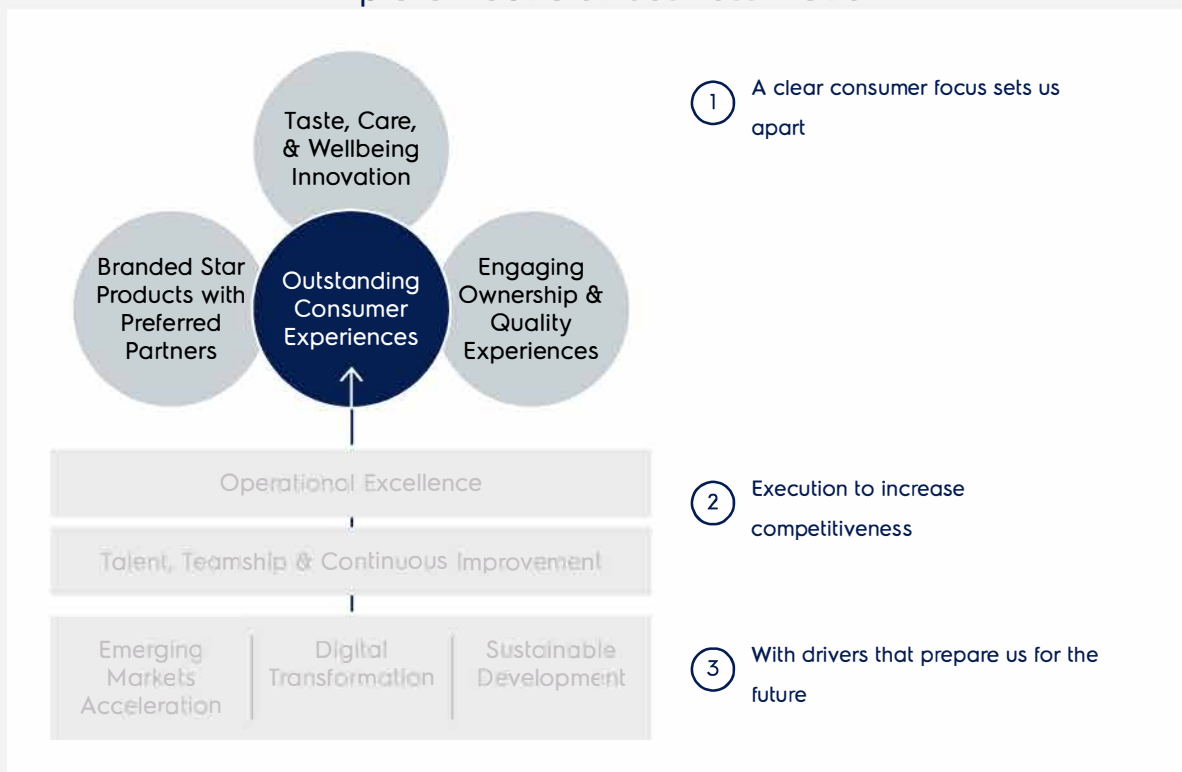 Taste, Care,
& Wellbeing
Innovation
Branded Star
Products with
Preferred
Partners
Outstanding
Consumer
Experiences
Engaging
Ownership &
Quality
Experiences
1
A clear consumer focus sets us
apart
Operational Excellence
Talent, Teamship & Continuous Improvement
2
Execution to increase
competitiveness
Emerging
Markets
Acceleration
Digital
Transformation
Sustainable
Development
3
With drivers that prepare us for the
future